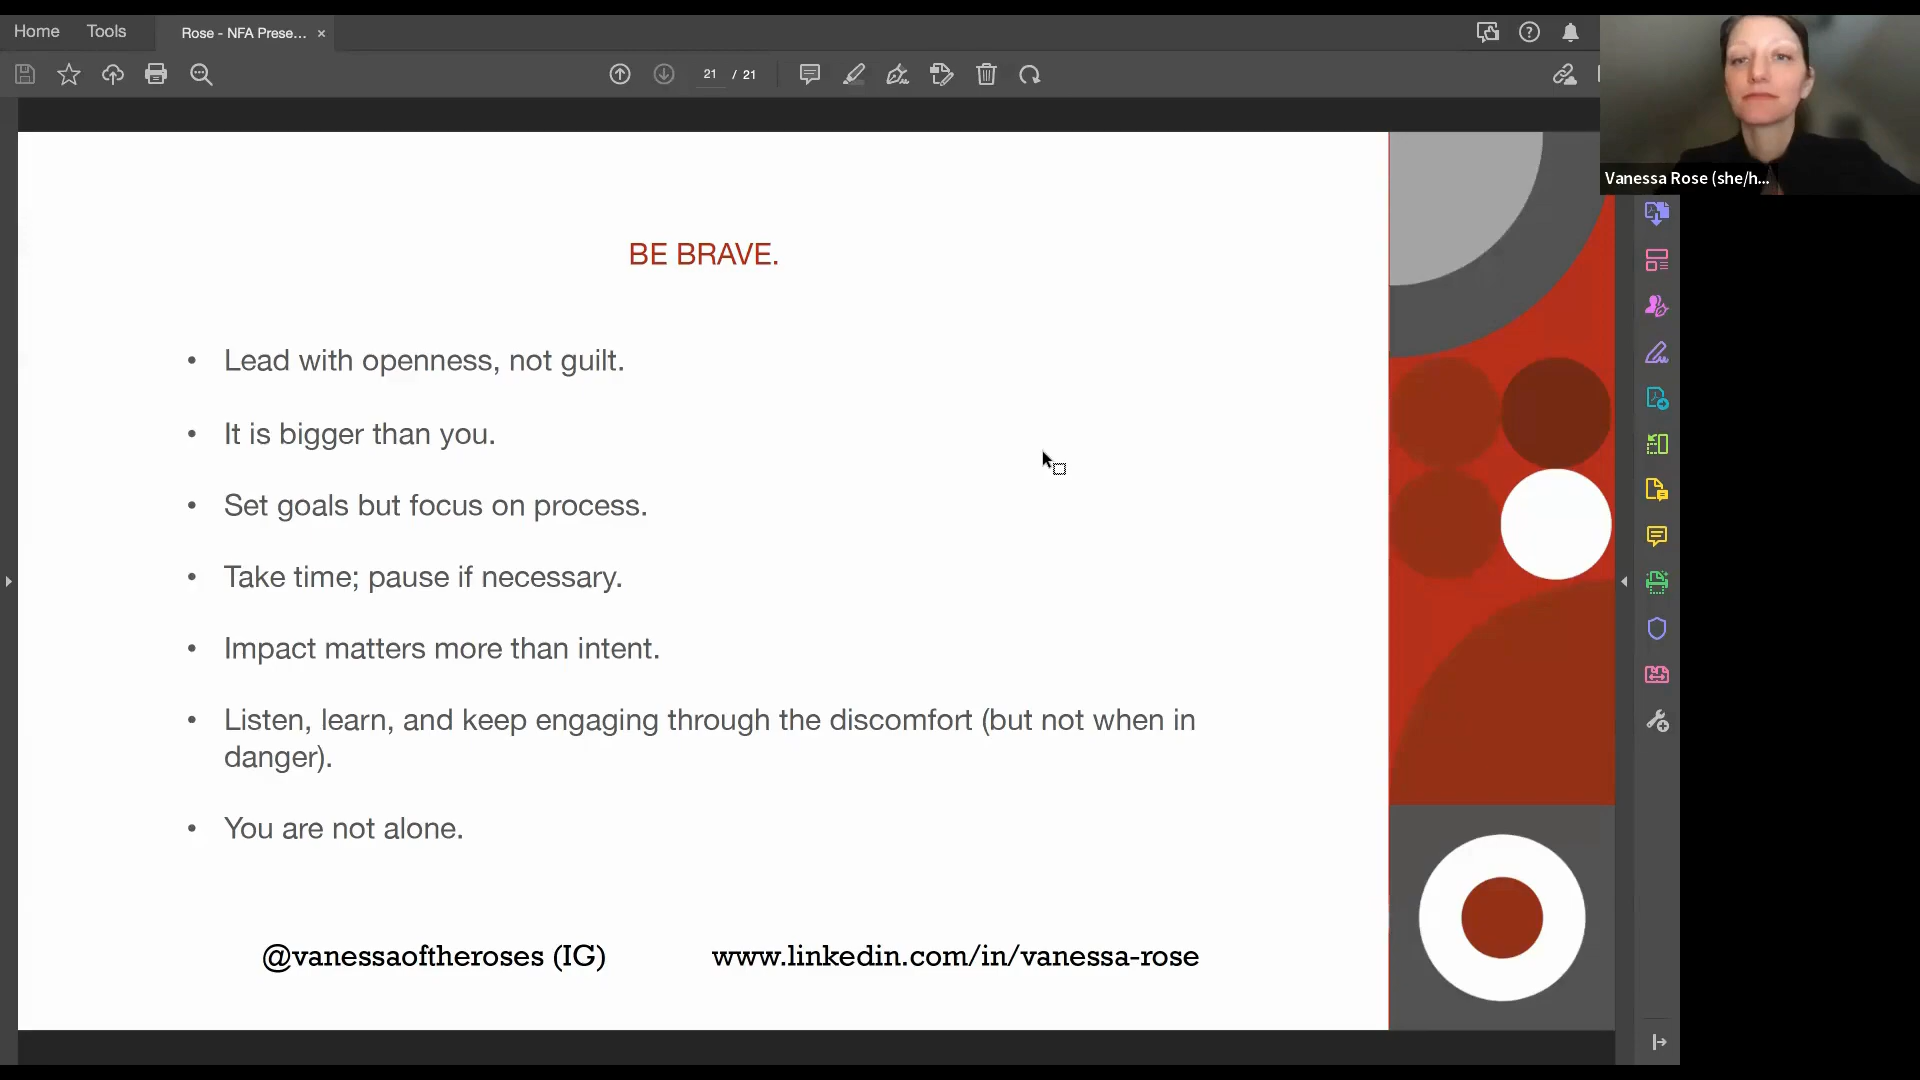 Home
Tools
Rose - NFA Prese...
21 / 21
Vanessa Rose (she/h...
BE BRAVE.
• Lead with openness, not guilt.
• It is bigger than you.
• Set goals but focus on process.
• Take time; pause if necessary.
• Impact matters more than intent.
• Listen, learn, and keep engaging through the discomfort (but not when in
danger).
• You are not alone.
@vanessaoftheroses (IG)
www.linkedin.com/in/vanessa-rose